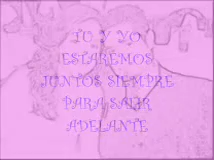 TU Y YO
ESTAREMOS
JUNTOS SIEMPRE
PARA SALIR
ADELANTE